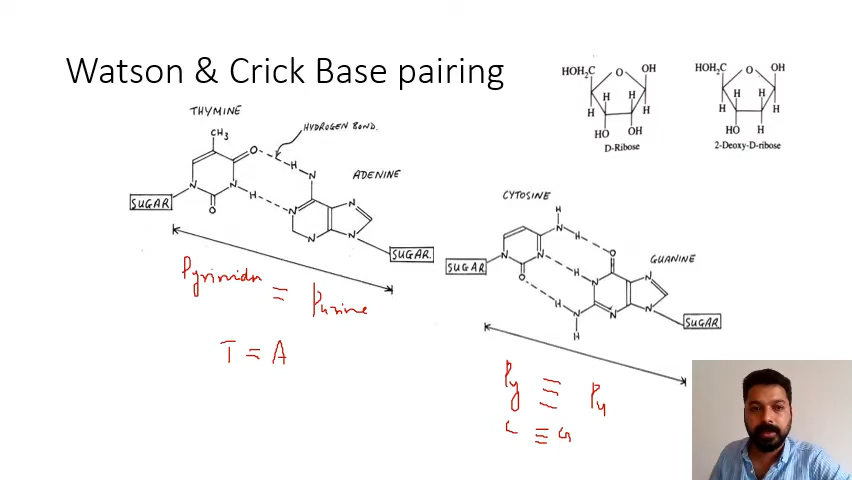 Watson & Crick Base pairing
HOH₂C O OH
H H H H
HO OH
D-Ribose
HOH₂C O OH
H H H H
HO H
2-Deoxy-D-ribose
THYMINE
HYDROGEN BOND.
CH₃
O
H
N
ADENINE
N H
N
N
SUGAR
O
N
N
N
SUGAR.
Pyrimidn = Purine
T = A
CYTOSINE
H
N H
O
GUANINE
SUGAR
N
N
H N
N
O
H N
N
N
H
SUGAR
Py ≡ Pu
C ≡ G